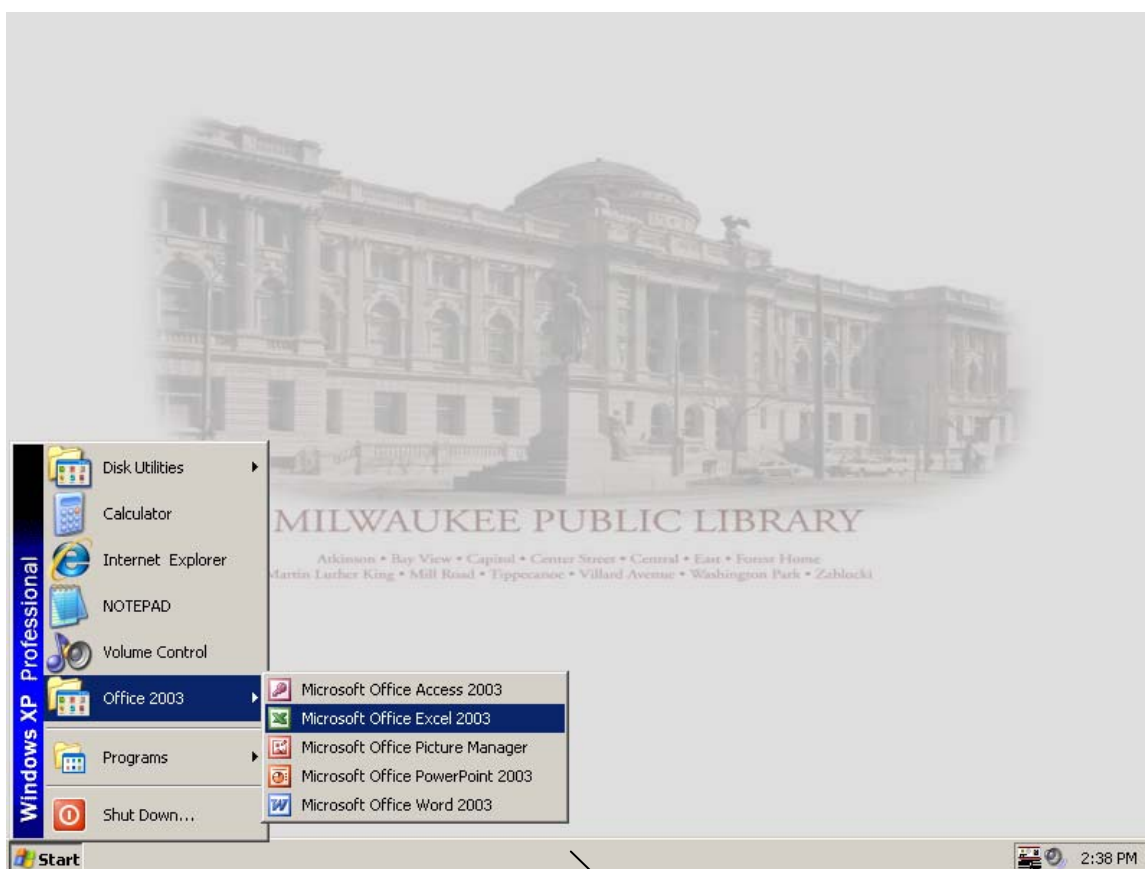 MILWAUKEE PUBLIC LIBRARY
Atkinson • Bay View • Capitol • Center Street • Central • East • Forest Home
Martin Luther King • Mill Road • Tippecanoe • Villard Avenue • Washington Park • Zablocki
Windows XP Professional
Disk Utilities
Calculator
Internet Explorer
NOTEPAD
Volume Control
Office 2003
Programs
Shut Down...
Microsoft Office Access 2003
Microsoft Office Excel 2003
Microsoft Office Picture Manager
Microsoft Office PowerPoint 2003
Microsoft Office Word 2003
Start
2:38 PM